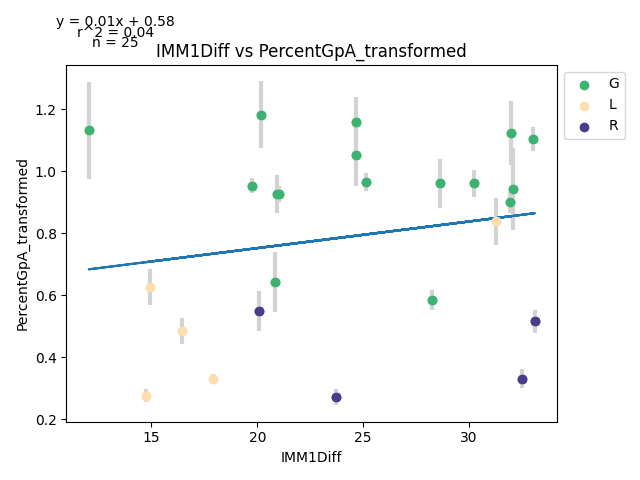 y = 0.01x + 0.58
r^2 = 0.04
n = 25
IMM1Diff vs PercentGpA_transformed
G
L
R
1.2
1.0
0.8
0.6
0.4
0.2
PercentGpA_transformed
15
20
25
30
IMM1Diff